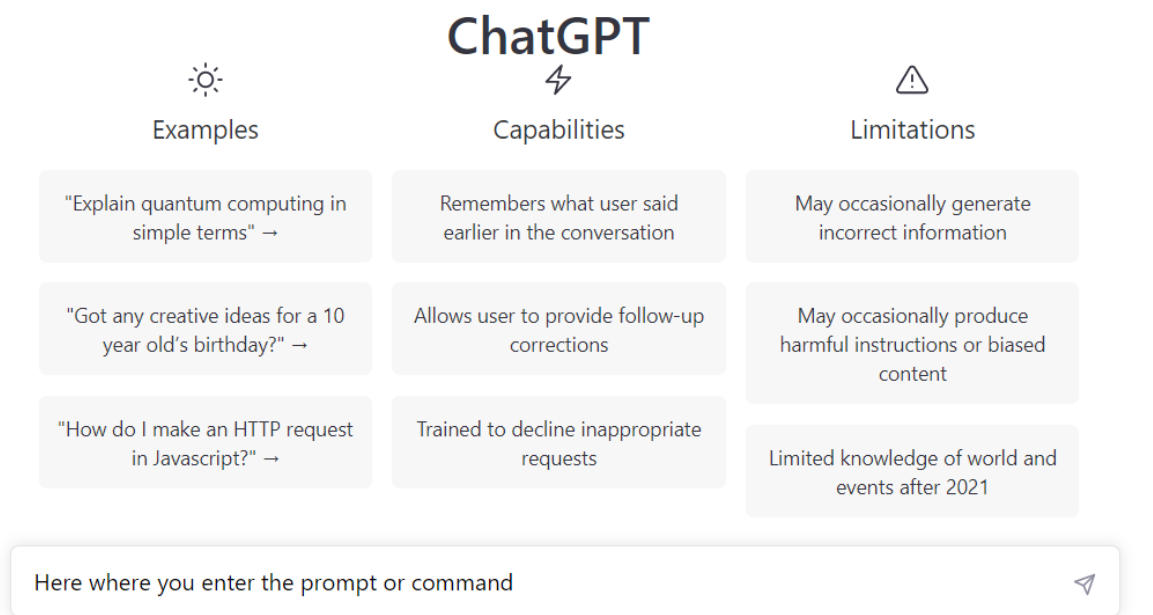 ChatGPT
Examples
"Explain quantum computing in
simple terms" →
"Got any creative ideas for a 10
year old's birthday?" →
"How do I make an HTTP request
in Javascript?" →
Capabilities
Remembers what user said
earlier in the conversation
Allows user to provide follow-up
corrections
Trained to decline inappropriate
requests
Limitations
May occasionally generate
incorrect information
May occasionally produce
harmful instructions or biased
content
Limited knowledge of world and
events after 2021
Here where you enter the prompt or command